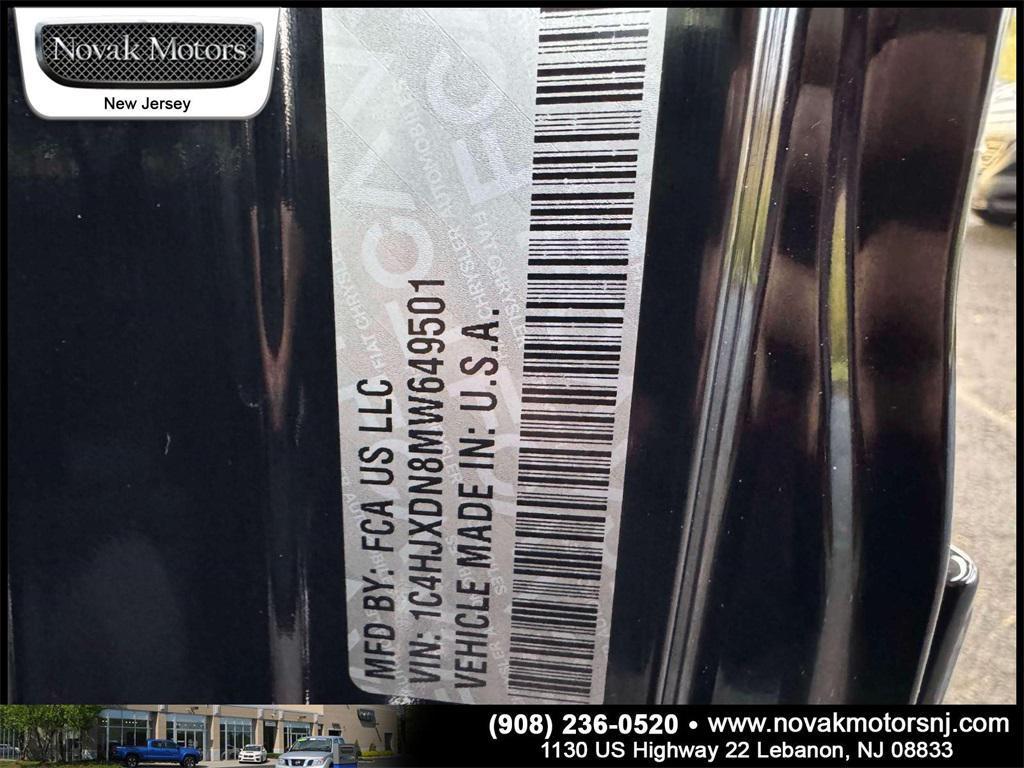 Novak Motors
New Jersey
MFD BY: FCA US LLC
VIN: 1C4HJXDN8MW649501
VEHICLE MADE IN: U.S.A.
(908) 236-0520 • www.novakmotorsnj.com
1130 US Highway 22 Lebanon, NJ 08833